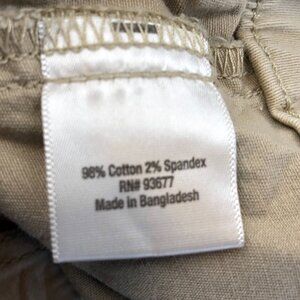 98% Cotton 2% Spandex
RN# 93677
Made in Bangladesh